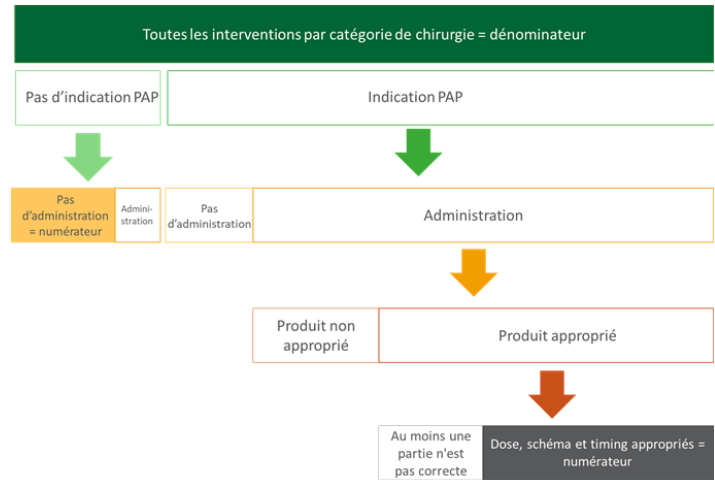 Toutes les interventions par catégorie de chirurgie = dénominateur
Pas d’indication PAP
Indication PAP
Pas
d’administration
= numérateur
Admini-
stration
Pas
d’administration
Administration
Produit non
approprié
Produit approprié
Au moins une
partie n'est
pas correcte
Dose, schéma et timing appropriés =
numérateur